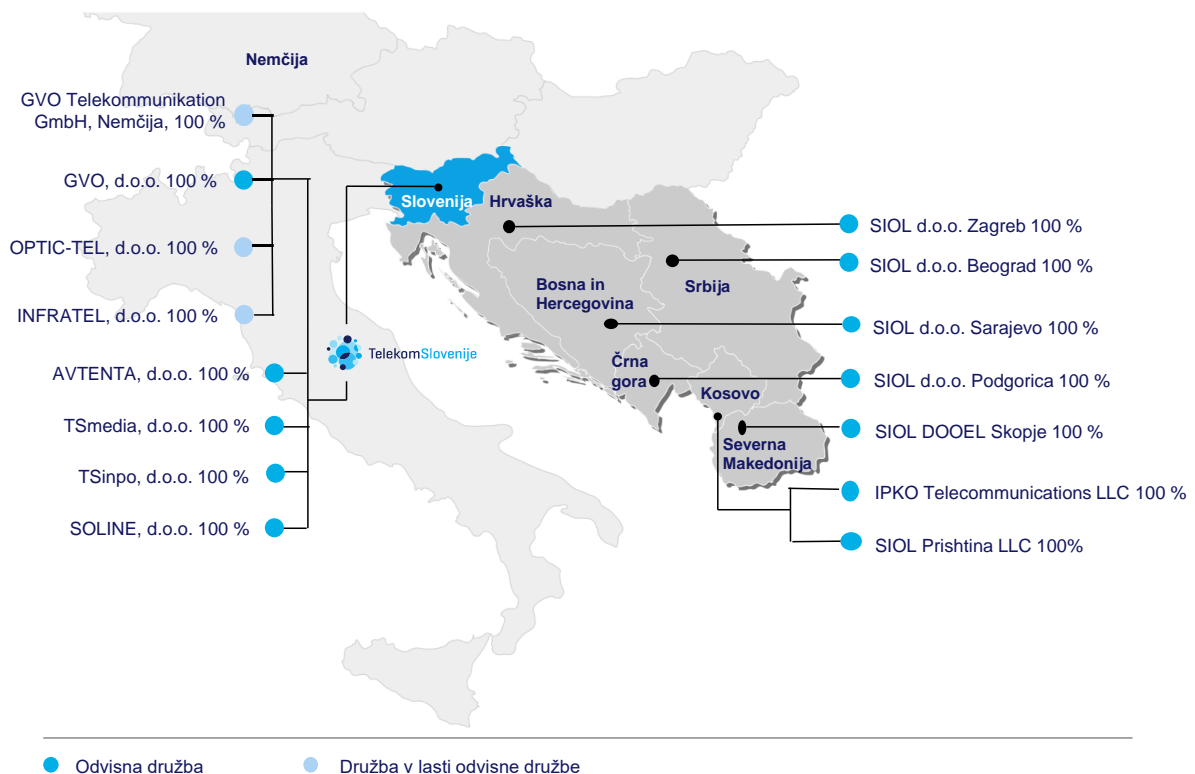 Nemčija
GVO Telekommunikation
GmbH, Nemčija, 100 %
GVO, d.o.o. 100 %
OPTIC-TEL, d.o.o. 100 %
INFRATEL, d.o.o. 100 %
AVTENTA, d.o.o. 100 %
TSmedia, d.o.o. 100 %
TSinpo, d.o.o. 100 %
SOLINE, d.o.o. 100 %
TelekomSlovenije
Slovenija
Hrvaška
Bosna in
Hercegovina
Srbija
Črna
gora
Kosovo
Severna
Makedonija
SIOL d.o.o. Zagreb 100 %
SIOL d.o.o. Beograd 100 %
SIOL d.o.o. Sarajevo 100 %
SIOL d.o.o. Podgorica 100 %
SIOL DOOEL Skopje 100 %
IPKO Telecommunications LLC 100 %
SIOL Prishtina LLC 100%
Odvisna družba
Družba v lasti odvisne družbe